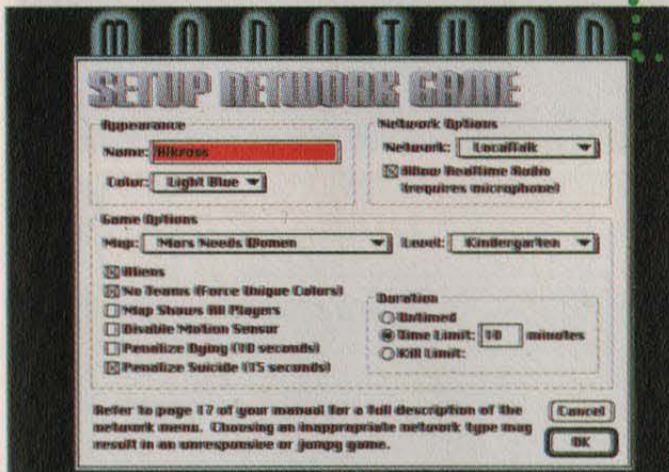 MARATHON
SETUP NETWORK GAME
Appearance
Name: Alkross
Color: Light Blue
Network Options
Network: LocalTalk
Allow Realtime Audio
(requires microphone)
Game Options
Map: Mars Needs Women
Level: Kindergarten
Aliens
No Teams (Force Unique Colors)
Map Shows All Players
Disable Motion Sensor
Penalize Dying (10 seconds)
Penalize Suicide (15 seconds)
Duration
Untimed
Time Limit: 10 minutes
Kill Limit:
Refer to page 17 of your manual for a full description of the
network menu. Choosing an inappropriate network type may
result in an unresponsive or jumpy game.
Cancel
OK